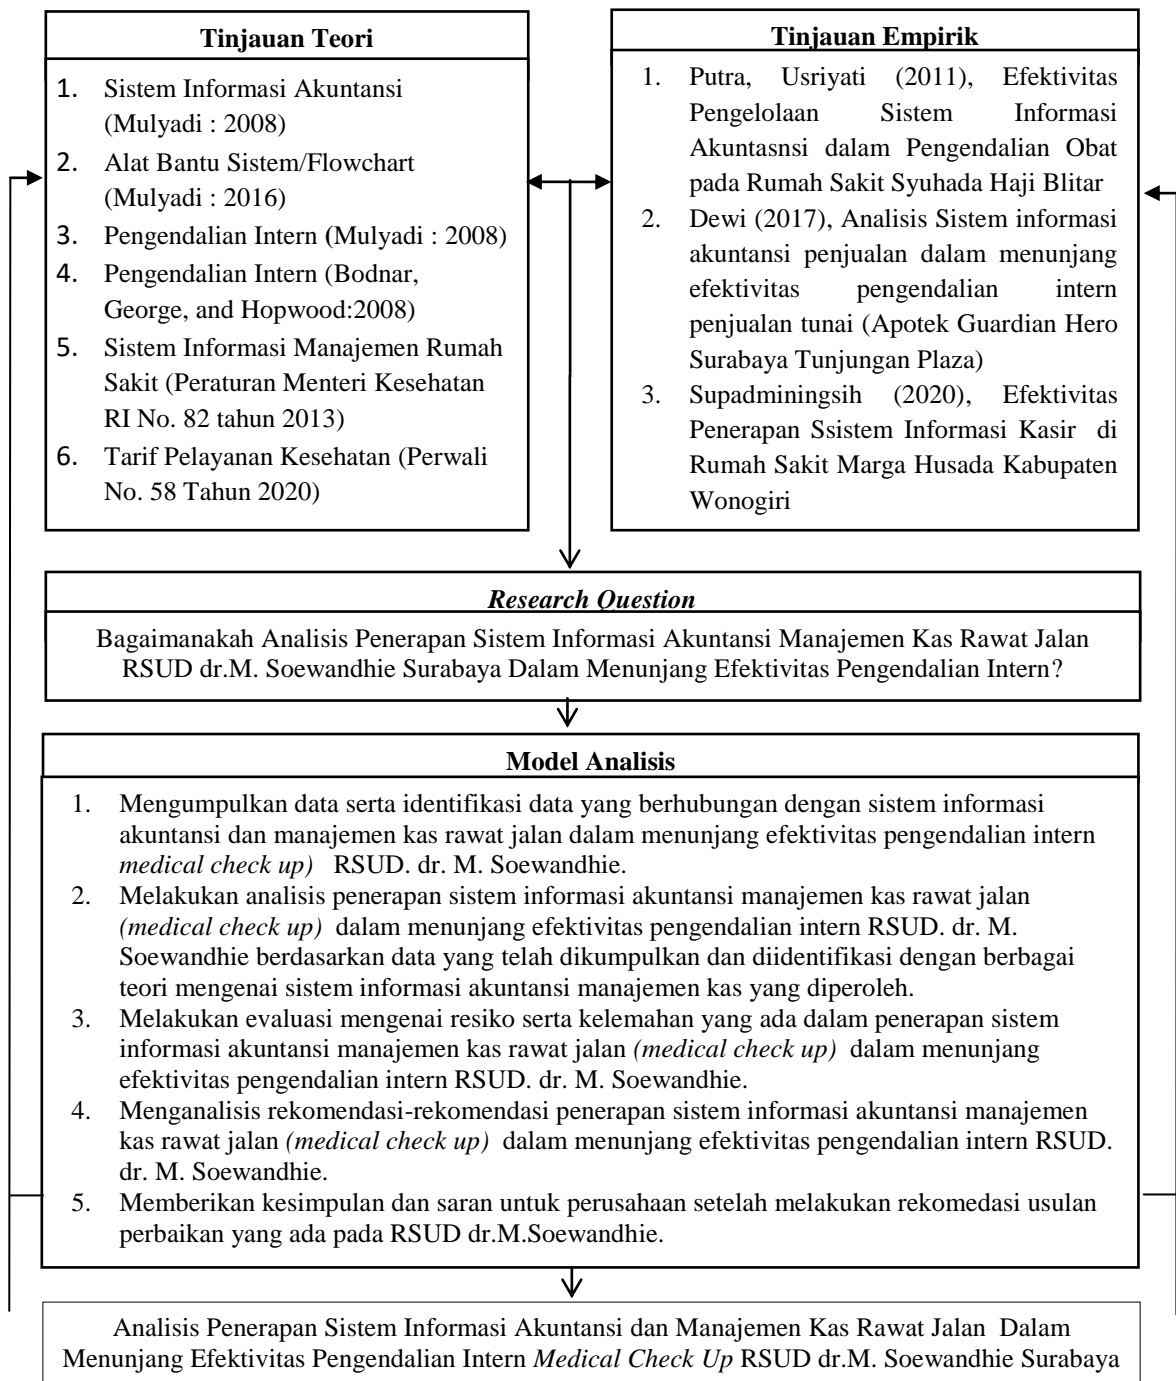 Tinjauan Teori
1. Sistem Informasi Akuntansi
(Mulyadi : 2008)
2. Alat Bantu Sistem/Flowchart
(Mulyadi : 2016)
3. Pengendalian Intern (Mulyadi : 2008)
4. Pengendalian Intern (Bodnar,
George, and Hopwood:2008)
5. Sistem Informasi Manajemen Rumah
Sakit (Peraturan Menteri Kesehatan
RI No. 82 tahun 2013)
6. Tarif Pelayanan Kesehatan (Perwali
No. 58 Tahun 2020)
Tinjauan Empirik
1. Putra, Usriyati (2011), Efektivitas
Pengelolaan Sistem Informasi
Akuntasnsi dalam Pengendalian Obat
pada Rumah Sakit Syuhada Haji Blitar
2. Dewi (2017), Analisis Sistem informasi
akuntansi penjualan dalam menunjang
efektivitas pengendalian intern
penjualan tunai (Apotek Guardian Hero
Surabaya Tunjungan Plaza)
3. Supadminingsih (2020), Efektivitas
Penerapan Ssistem Informasi Kasir di
Rumah Sakit Marga Husada Kabupaten
Wonogiri
Research Question
Bagaimanakah Analisis Penerapan Sistem Informasi Akuntansi Manajemen Kas Rawat Jalan
RSUD dr.M. Soewandhie Surabaya Dalam Menunjang Efektivitas Pengendalian Intern?
Model Analisis
1. Mengumpulkan data serta identifikasi data yang berhubungan dengan sistem informasi
akuntansi dan manajemen kas rawat jalan dalam menunjang efektivitas pengendalian intern
medical check up) RSUD. dr. M. Soewandhie.
2. Melakukan analisis penerapan sistem informasi akuntansi manajemen kas rawat jalan
(medical check up) dalam menunjang efektivitas pengendalian intern RSUD. dr. M.
Soewandhie berdasarkan data yang telah dikumpulkan dan diidentifikasi dengan berbagai
teori mengenai sistem informasi akuntansi manajemen kas yang diperoleh.
3. Melakukan evaluasi mengenai resiko serta kelemahan yang ada dalam penerapan sistem
informasi akuntansi manajemen kas rawat jalan (medical check up) dalam menunjang
efektivitas pengendalian intern RSUD. dr. M. Soewandhie.
4. Menganalisis rekomendasi-rekomendasi penerapan sistem informasi akuntansi manajemen
kas rawat jalan (medical check up) dalam menunjang efektivitas pengendalian intern RSUD.
dr. M. Soewandhie.
5. Memberikan kesimpulan dan saran untuk perusahaan setelah melakukan rekomedasi usulan
perbaikan yang ada pada RSUD dr.M.Soewandhie.
Analisis Penerapan Sistem Informasi Akuntansi dan Manajemen Kas Rawat Jalan Dalam
Menunjang Efektivitas Pengendalian Intern Medical Check Up RSUD dr.M. Soewandhie Surabaya